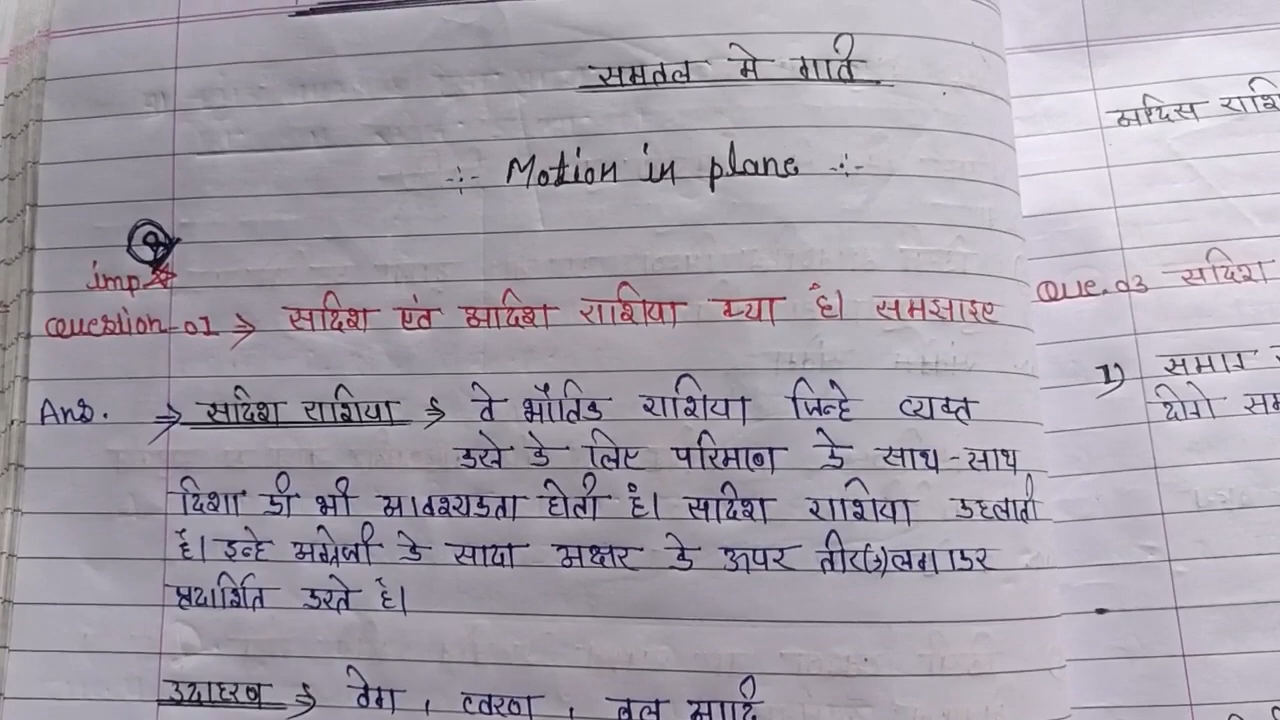 समतल मे गति
-:- Motion in plane -:-
imp
Question-01 ⇒ सदिश एंव अदिश राशिया क्या है। समझाइए
Ans. ⇒ सदिश राशिया ⇒ वे भौतिक राशिया जिन्हे व्यक्त
करने के लिए परिमाण के साथ-साथ
दिशा की भी आवश्यकता होती है। सदिश राशिया कहलाती
है। इन्हे अग्रेजी के सादा अक्षर के ऊपर तीर(→)लगाकर
प्रदर्शित करते है।
उदाहरण ⇒ वेग, त्वरण, बल आदि
अदिस राशि
Que.03 सदिश
1) समान
दोनो सम